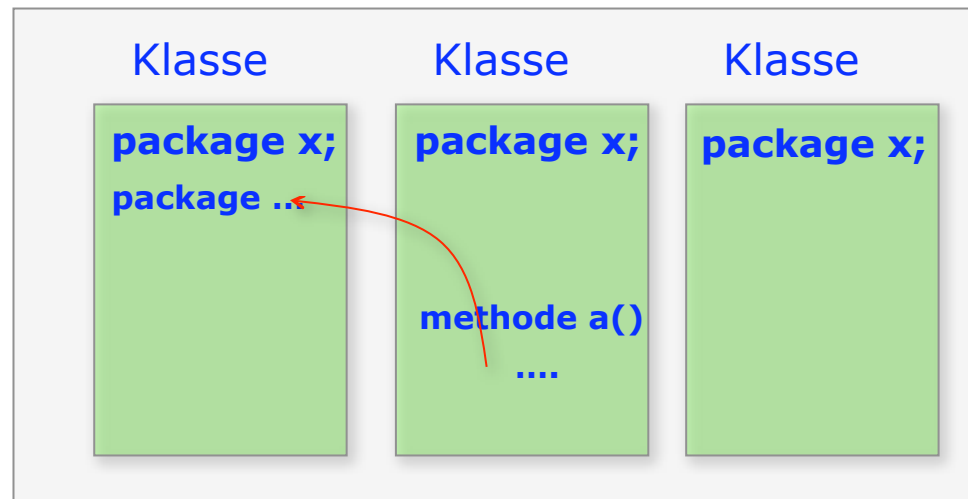 Klasse
Klasse
Klasse
package x;
package ...
package x;
methode a()
....
package x;